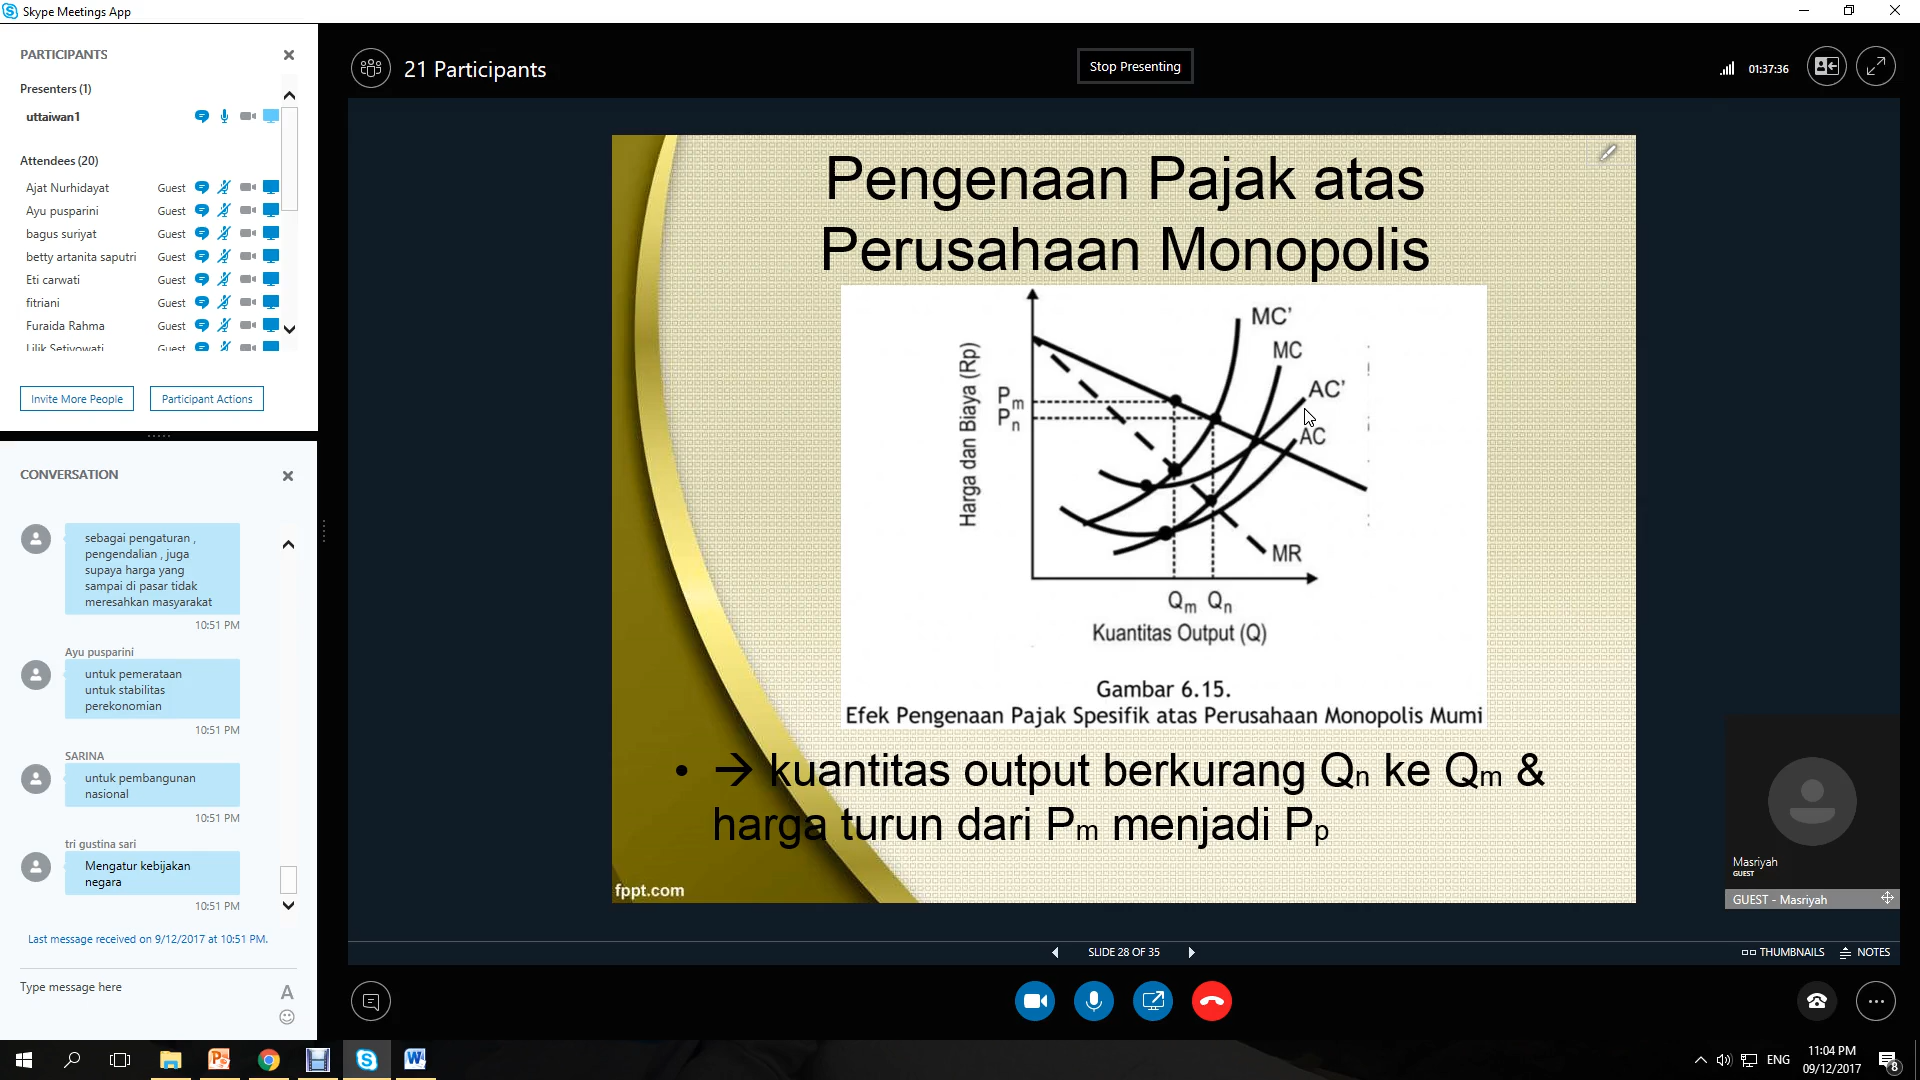 Skype Meetings App
PARTICIPANTS
Presenters (1)
uttaiwan1
Attendees (20)
Ajat Nurhidayat Guest
Ayu pusparini Guest
bagus suriyat Guest
betty artanita saputri Guest
Eti carwati Guest
fitriani Guest
Furaida Rahma Guest
Lilik Setiyowati Guest
Invite More People
Participant Actions
CONVERSATION
sebagai pengaturan ,
pengendalian , juga
supaya harga yang
sampai di pasar tidak
meresahkan masyarakat
10:51 PM
Ayu pusparini
untuk pemerataan
untuk stabilitas
perekonomian
10:51 PM
SARINA
untuk pembangunan
nasional
10:51 PM
tri gustina sari
Mengatur kebijakan
negara
10:51 PM
Last message received on 9/12/2017 at 10:51 PM.
Type message here
A
21 Participants
Stop Presenting
01:37:36
Pengenaan Pajak atas
Perusahaan Monopolis
Harga dan Biaya (Rp)
Pm
Pn
MC'
MC
AC'
AC
MR
Qm Qn
Kuantitas Output (Q)
Gambar 6.15.
Efek Pengenaan Pajak Spesifik atas Perusahaan Monopolis Mumi
• → kuantitas output berkurang Qn ke Qm &
harga turun dari Pm menjadi Pp
fppt.com
Masriyah
GUEST
GUEST - Masriyah
SLIDE 28 OF 35
THUMBNAILS
NOTES
ENG
11:04 PM
09/12/2017
8